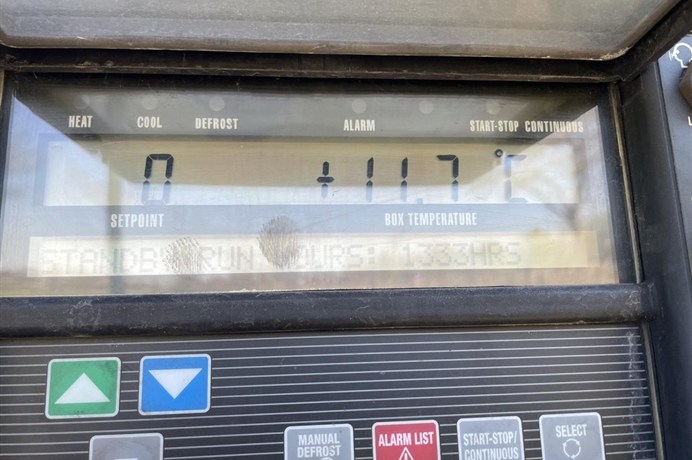 HEAT COOL DEFROST ALARM START-STOP CONTINUOUS
0 +11.7 °C
SETPOINT BOX TEMPERATURE
STANDBY RUN HOURS: 1333HRS
MANUAL DEFROST
ALARM LIST
START-STOP/ CONTINUOUS
SELECT